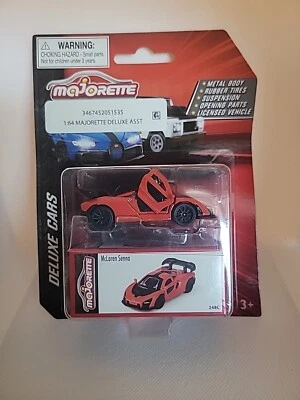 WARNING:
CHOKING HAZARD - Small parts.
Not for children under 3 years.
majorette
METAL BODY
RUBBER TIRES
SUSPENSION
OPENING PARTS
LICENSED VEHICLE
3467452051535
1:64 MAJORETTE DELUXE ASST
DELUXE CARS
majorette
McLaren Senna
3+